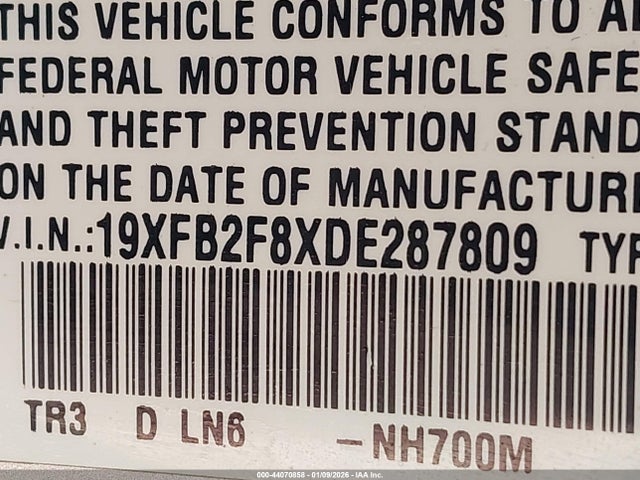 THIS VEHICLE CONFORMS TO
FEDERAL MOTOR VEHICLE SAFE
AND THEFT PREVENTION STAND
ON THE DATE OF MANUFACTUR
V.I.N.:19XFB2F8XDE287809 TYP
TR3 D LN6 -NH700M
000-44070858 - 01/09/2026 - IAA Inc.